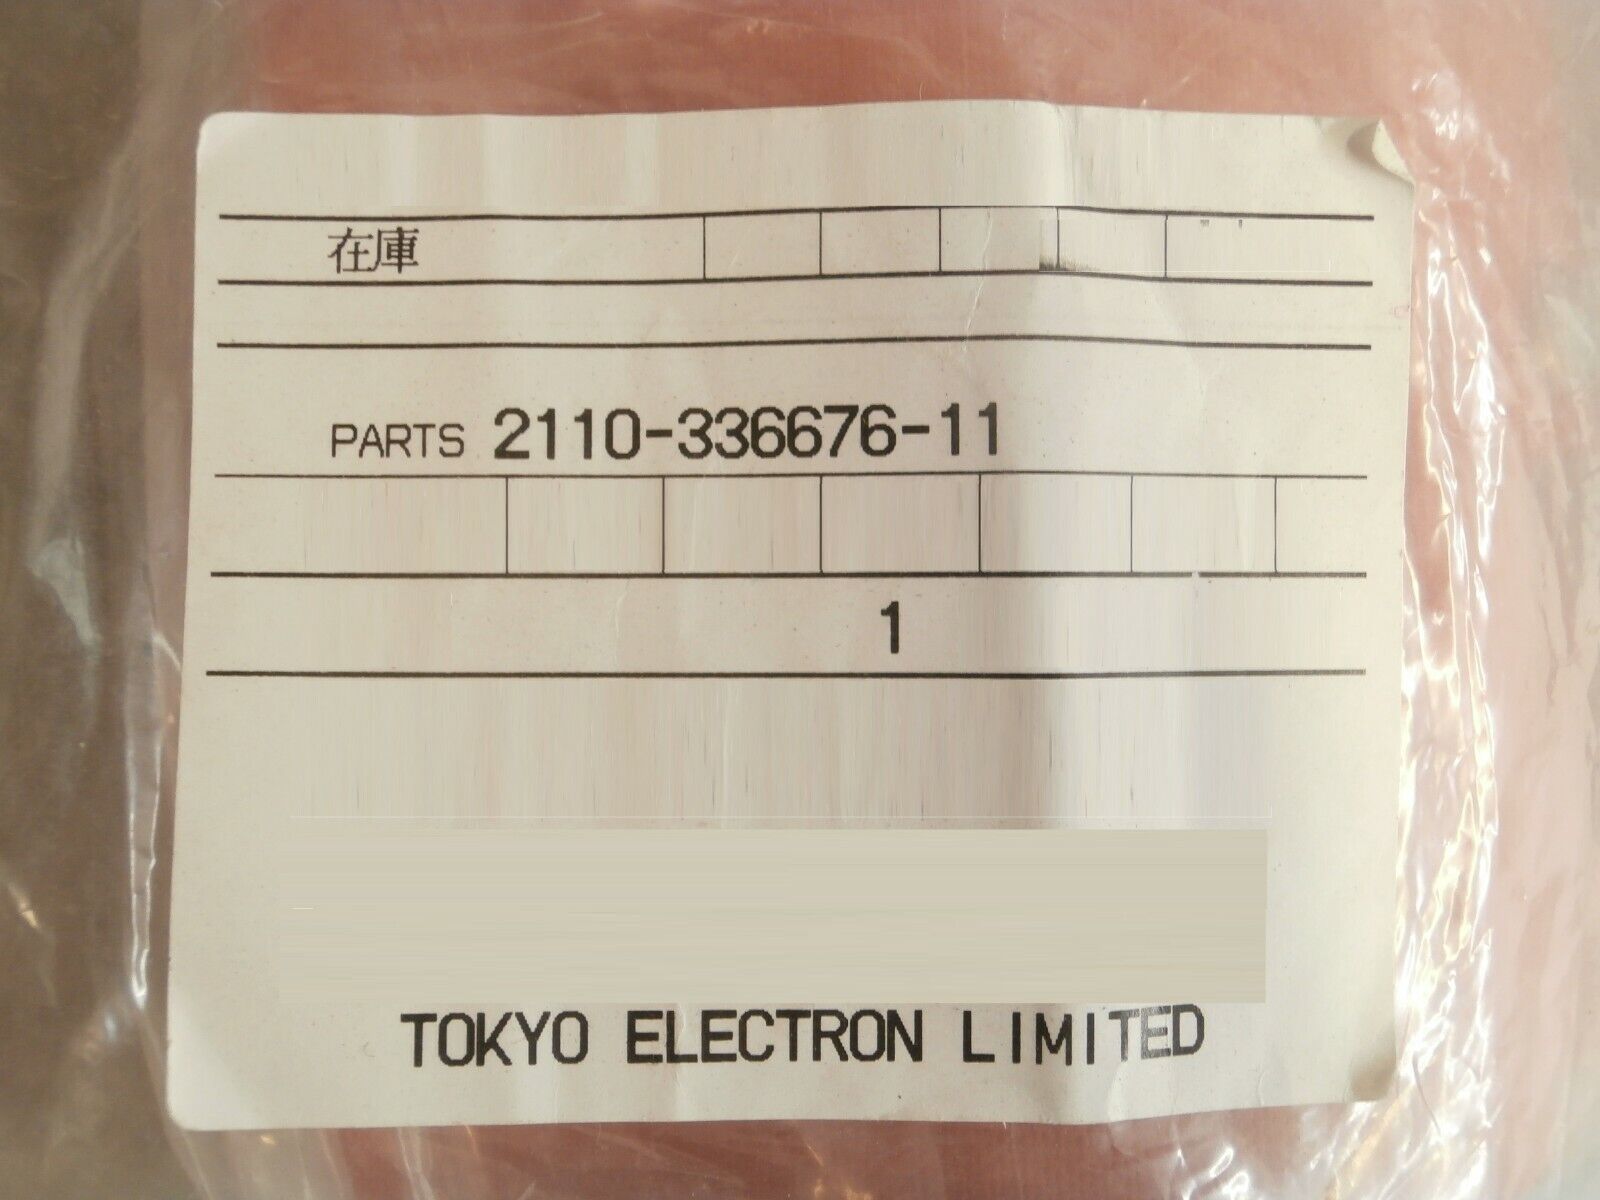 在庫
PARTS 2110-336676-11
1
TOKYO ELECTRON LIMITED